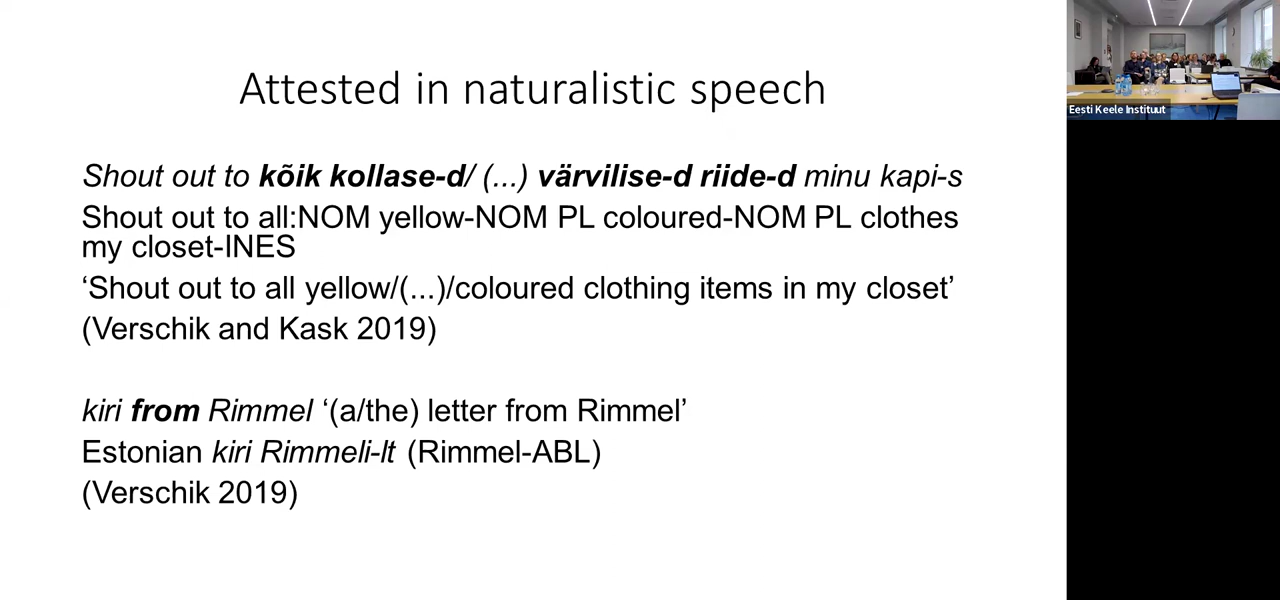 Attested in naturalistic speech
Shout out to kõik kollase-d/ (...) värvilise-d riide-d minu kapi-s
Shout out to all:NOM yellow-NOM PL coloured-NOM PL clothes
my closet-INES
‘Shout out to all yellow/(...)/coloured clothing items in my closet’
(Verschik and Kask 2019)
kiri from Rimmel ‘(a/the) letter from Rimmel’
Estonian kiri Rimmeli-lt (Rimmel-ABL)
(Verschik 2019)
Eesti Keele Instituut